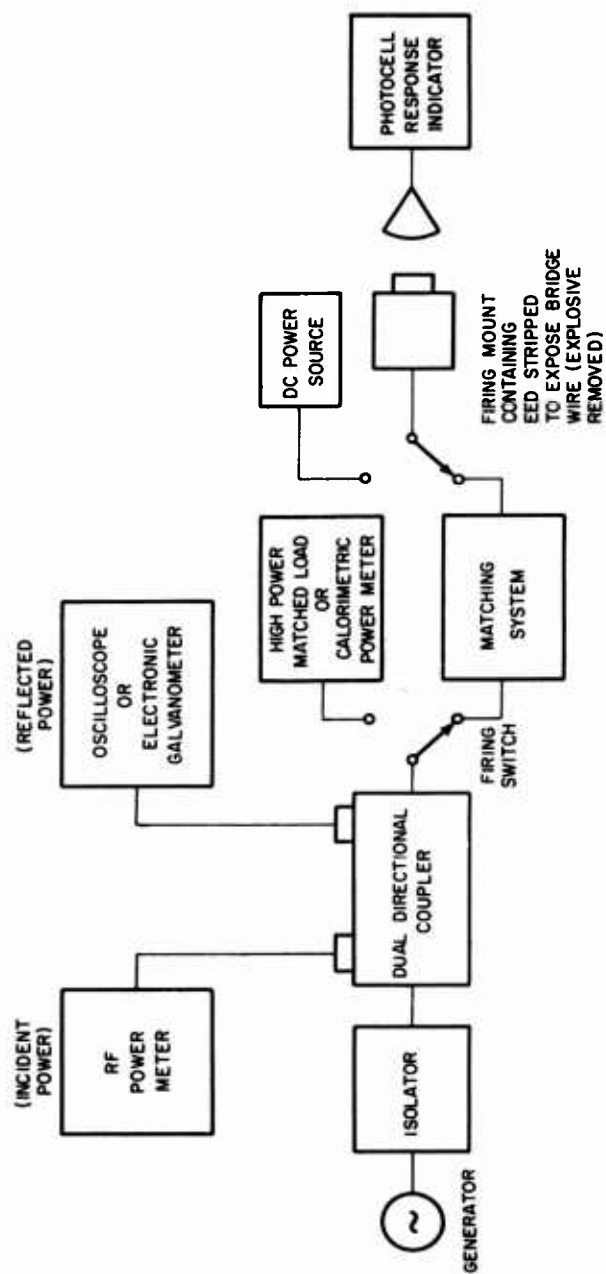 (INCIDENT
POWER)
RF
POWER
METER
(REFLECTED
POWER)
OSCILLOSCOPE
OR
ELECTRONIC
GALVANOMETER
GENERATOR
ISOLATOR
DUAL DIRECTIONAL
COUPLER
FIRING
SWITCH
HIGH POWER
MATCHED LOAD
OR
CALORIMETRIC
POWER METER
MATCHING
SYSTEM
DC POWER
SOURCE
FIRING MOUNT
CONTAINING
EED STRIPPED
TO EXPOSE BRIDGE
WIRE (EXPLOSIVE
REMOVED)
PHOTOCELL
RESPONSE
INDICATOR